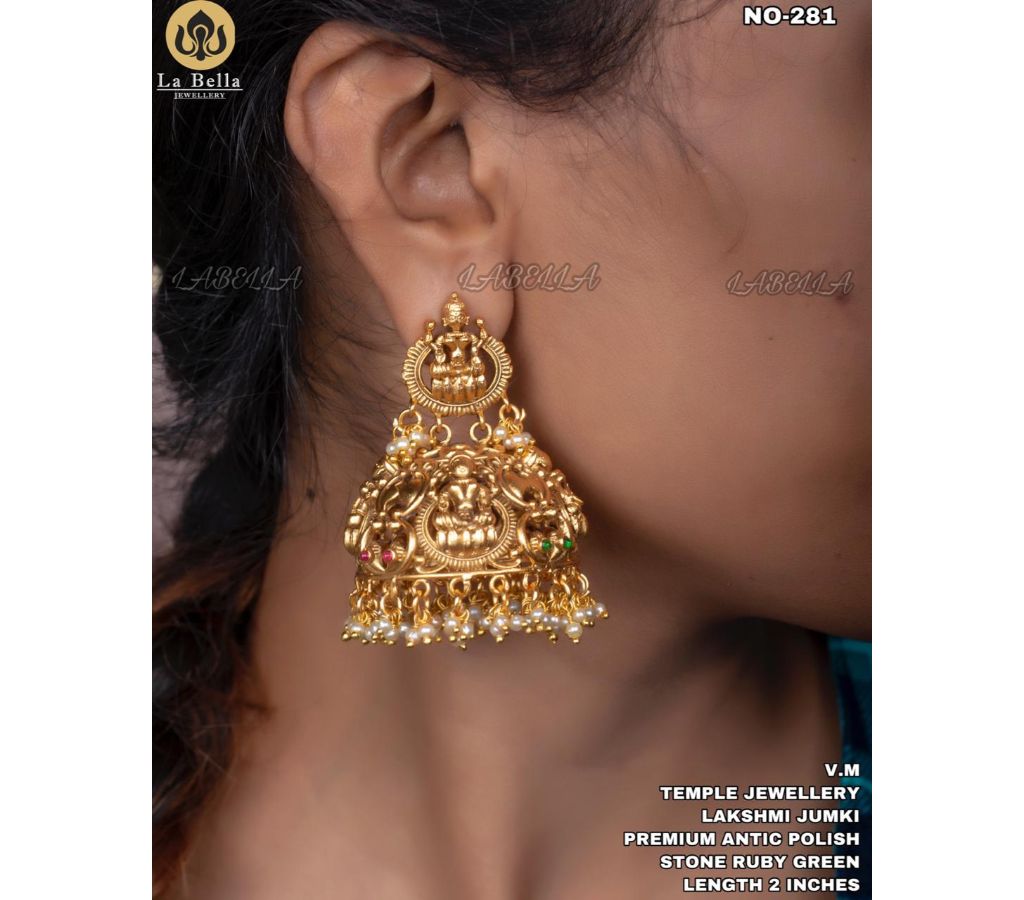 La Bella
JEWELLERY
NO-281
LABELLA LABELLA LABELLA
V.M
TEMPLE JEWELLERY
LAKSHMI JUMKI
PREMIUM ANTIC POLISH
STONE RUBY GREEN
LENGTH 2 INCHES